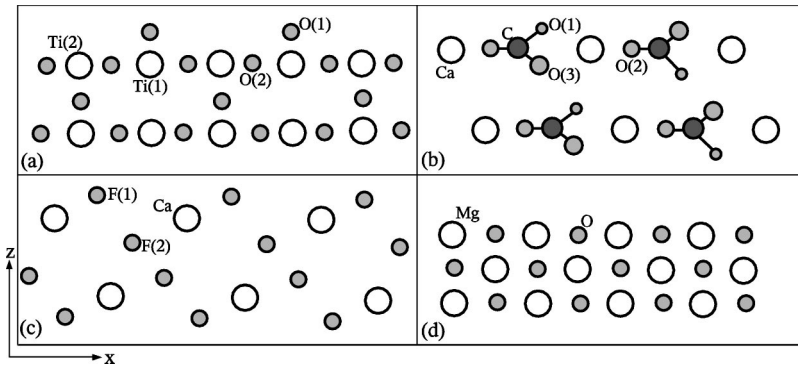 O(1)
Ti(2)
Ti(1)
O(2)
(a)
C
O(1)
Ca
O(3)
O(2)
(b)
F(1)
Ca
F(2)
(c)
Mg
O
(d)
z
x